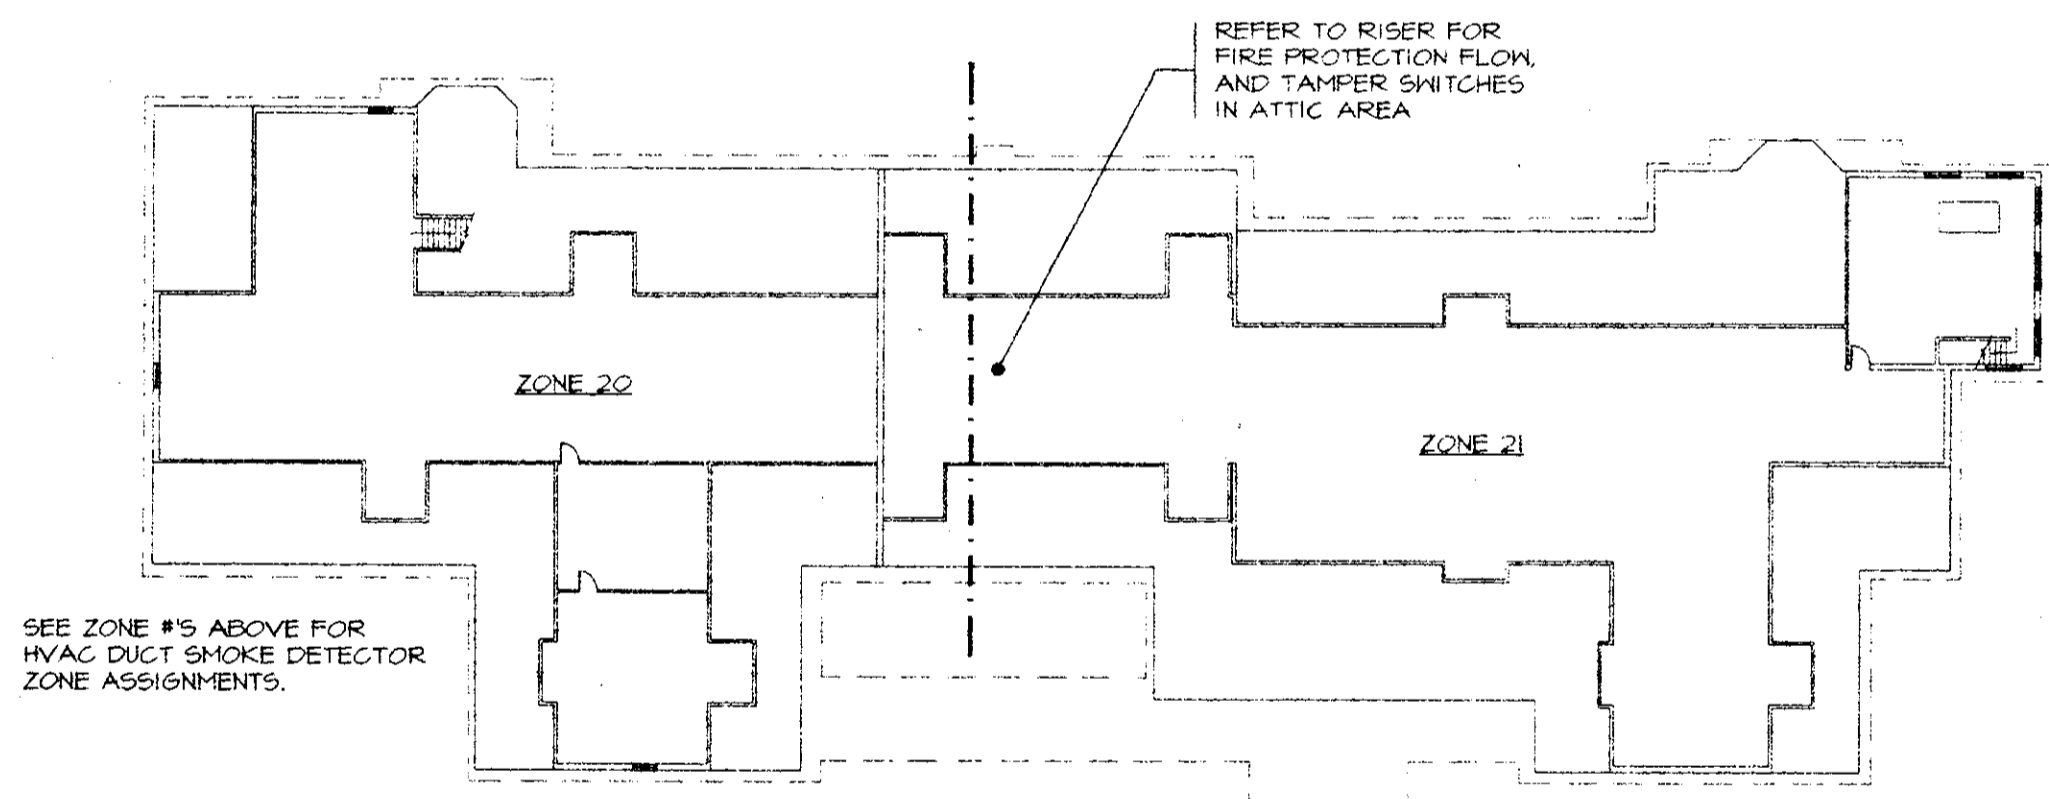 REFER TO RISER FOR
FIRE PROTECTION FLOW,
AND TAMPER SWITCHES
IN ATTIC AREA
ZONE 20
ZONE 21
SEE ZONE #'S ABOVE FOR
HVAC DUCT SMOKE DETECTOR
ZONE ASSIGNMENTS.